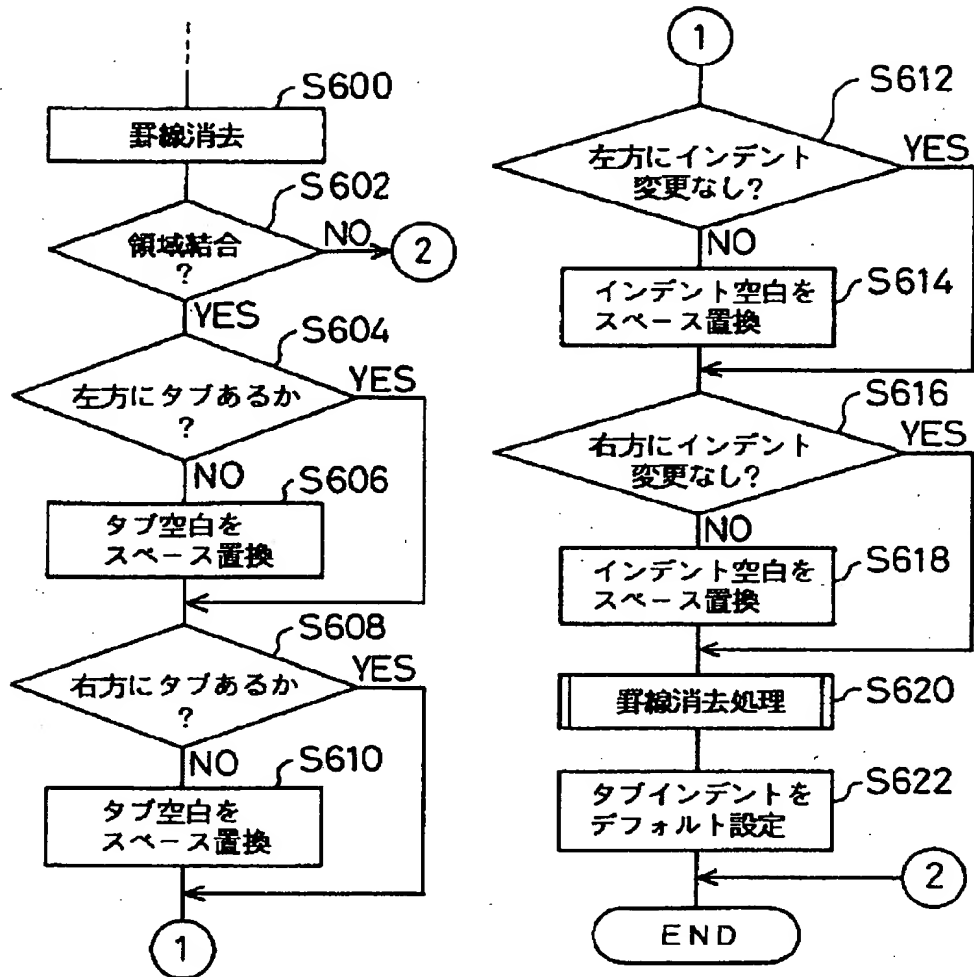 S600
罫線消去
S602
領域結合
?
NO
2
YES
S604
左方にタブあるか
?
YES
NO
S606
タブ空白を
スペース置換
S608
右方にタブあるか
?
YES
NO
S610
タブ空白を
スペース置換
1
1
S612
左方にインデント
変更なし?
YES
NO
S614
インデント空白を
スペース置換
S616
右方にインデント
変更なし?
YES
NO
S618
インデント空白を
スペース置換
罫線消去処理
S620
タブインデントを
デフォルト設定
S622
2
END